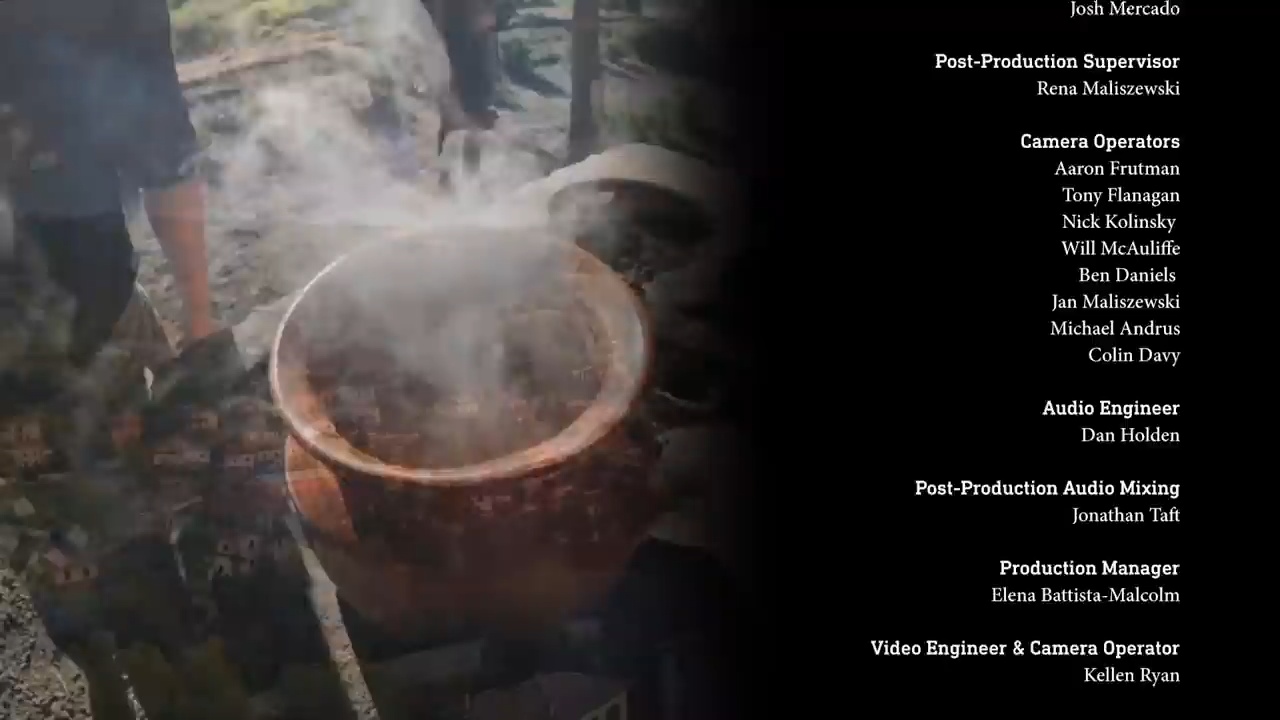 Josh Mercado
Post-Production Supervisor
Rena Maliszewski
Camera Operators
Aaron Frutman
Tony Flanagan
Nick Kolinsky
Will McAuliffe
Ben Daniels
Jan Maliszewski
Michael Andrus
Colin Davy
Audio Engineer
Dan Holden
Post-Production Audio Mixing
Jonathan Taft
Production Manager
Elena Battista-Malcolm
Video Engineer & Camera Operator
Kellen Ryan